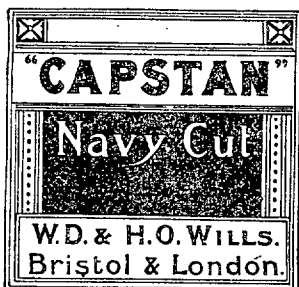 "CAPSTAN"
Navy Cut
W.D. & H.O. WILLS.
Bristol & London.